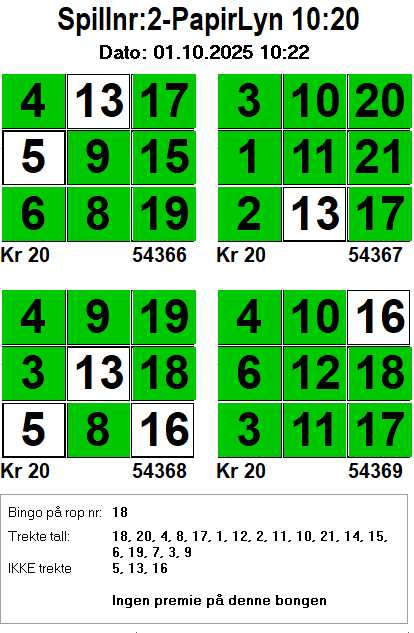 Spillnr:2-PapirLyn 10:20
Dato: 01.10.2025 10:22
4 13 17 3 10 20
5 9 15 1 11 21
6 8 19 2 13 17
Kr 20 54366 Kr 20 54367
4 9 19 4 10 16
3 13 18 6 12 18
5 8 16 3 11 17
Kr 20 54368 Kr 20 54369
Bingo på rop nr: 18
Trekte tall: 18, 20, 4, 8, 17, 1, 12, 2, 11, 10, 21, 14, 15,
6, 19, 7, 3, 9
IKKE trekte 5, 13, 16
Ingen premie på denne bongen